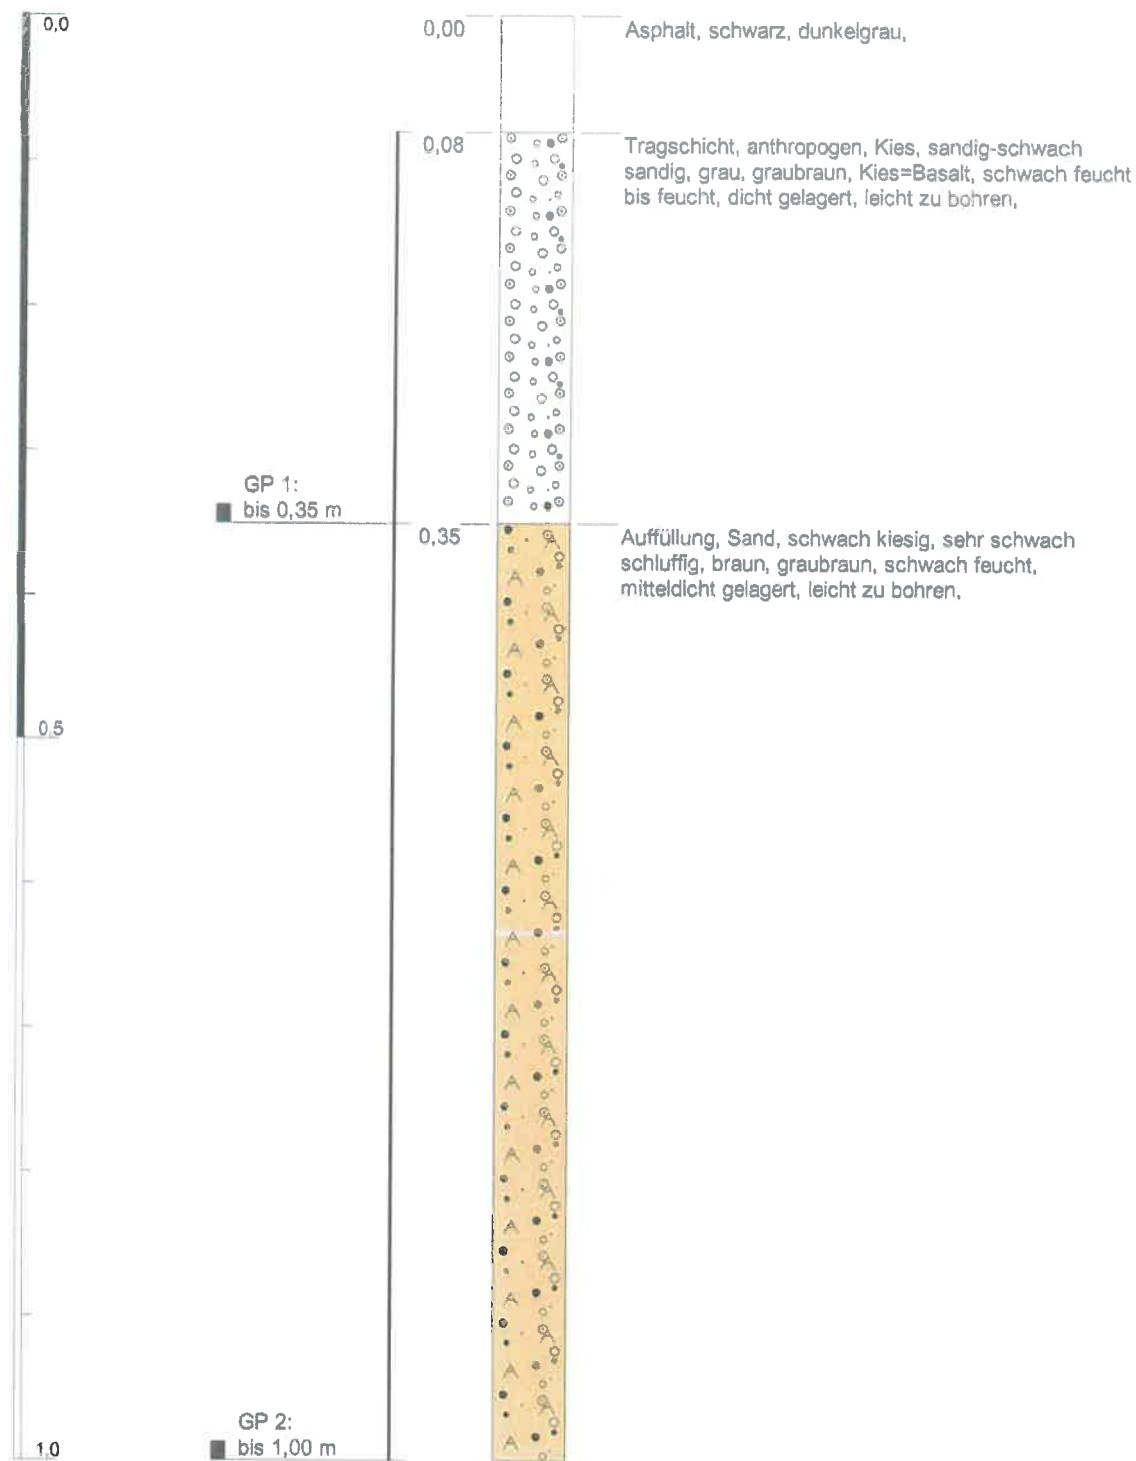 0,0
0,00
Asphalt, schwarz, dunkelgrau,
0,08
Tragschicht, anthropogen, Kies, sandig-schwach
sandig, grau, graubraun, Kies=Basalt, schwach feucht
bis feucht, dicht gelagert, leicht zu bohren,
GP 1:
bis 0,35 m
0,35
Auffüllung, Sand, schwach kiesig, sehr schwach
schluffig, braun, graubraun, schwach feucht,
mitteldicht gelagert, leicht zu bohren,
0,5
GP 2:
bis 1,00 m
1,0